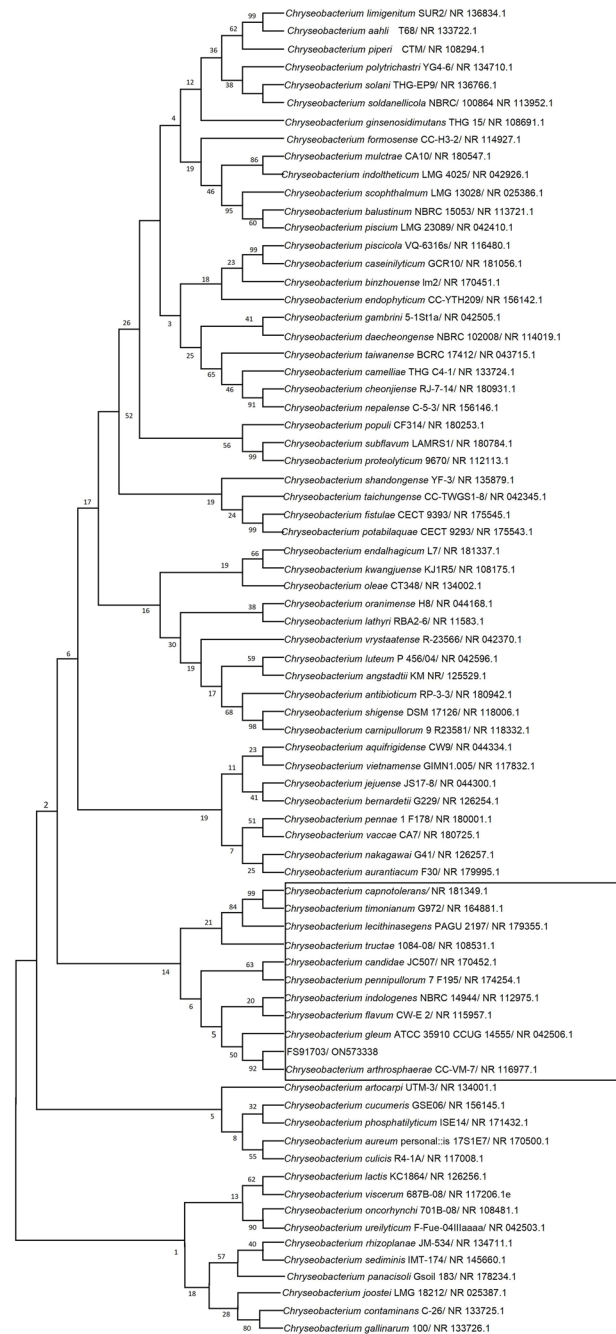 Chryseobacterium limigenitum SUR2/ NR 136834.1
99
Chryseobacterium aahli T68/ NR 133722.1
62
Chryseobacterium piperi CTM/ NR 108294.1
36
Chryseobacterium polytrichastri YG4-6/ NR 134710.1
12
38
Chryseobacterium solani THG-EP9/ NR 136766.1
Chryseobacterium soldanellicola NBRC/ 100864 NR 113952.1
4
Chryseobacterium ginsenosidimutans THG 15/ NR 108691.1
Chryseobacterium formosense CC-H3-2/ NR 114927.1
19
Chryseobacterium mulctrae CA10/ NR 180547.1
86
Chryseobacterium indoltheticum LMG 4025/ NR 042926.1
46
Chryseobacterium scophthalmum LMG 13028/ NR 025386.1
95
Chryseobacterium balustinum NBRC 15053/ NR 113721.1
60
Chryseobacterium piscium LMG 23089/ NR 042410.1
Chryseobacterium piscicola VQ-6316s/ NR 116480.1
99
Chryseobacterium caseinilyticum GCR10/ NR 181056.1
23
18
Chryseobacterium binzhouense lm2/ NR 170451.1
Chryseobacterium endophyticum CC-YTH209/ NR 156142.1
3
26
Chryseobacterium gambrini 5-1St1a/ NR 042505.1
41
Chryseobacterium daecheongense NBRC 102008/ NR 114019.1
25
Chryseobacterium taiwanense BCRC 17412/ NR 043715.1
65
Chryseobacterium camelliae THG C4-1/ NR 133724.1
46
Chryseobacterium cheonjiense RJ-7-14/ NR 180931.1
91
Chryseobacterium nepalense C-5-3/ NR 156146.1
52
Chryseobacterium populi CF314/ NR 180253.1
56
Chryseobacterium subflavum LAMRS1/ NR 180784.1
99
Chryseobacterium proteolyticum 9670/ NR 112113.1
Chryseobacterium shandongense YF-3/ NR 135879.1
17
19
Chryseobacterium taichungense CC-TWGS1-8/ NR 042345.1
24
Chryseobacterium fistulae CECT 9393/ NR 175545.1
99
Chryseobacterium potabilaquae CECT 9293/ NR 175543.1
Chryseobacterium endalhagicum L7/ NR 181337.1
66
Chryseobacterium kwangjuense KJ1R5/ NR 108175.1
19
Chryseobacterium oleae CT348/ NR 134002.1
16
Chryseobacterium oranimense H8/ NR 044168.1
38
Chryseobacterium lathyri RBA2-6/ NR 11583.1
30
Chryseobacterium vrystaatense R-23566/ NR 042370.1
6
19
Chryseobacterium luteum P 456/04/ NR 042596.1
59
Chryseobacterium angstadtii KM NR/ 125529.1
17
Chryseobacterium antibioticum RP-3-3/ NR 180942.1
68
Chryseobacterium shigense DSM 17126/ NR 118006.1
98
Chryseobacterium carnipullorum 9 R23581/ NR 118332.1
Chryseobacterium aquifrigidense CW9/ NR 044334.1
23
Chryseobacterium vietnamense GIMN1.005/ NR 117832.1
11
Chryseobacterium jejuense JS17-8/ NR 044300.1
41
Chryseobacterium bernardetii G229/ NR 126254.1
2
19
Chryseobacterium pennae 1 F178/ NR 180001.1
51
Chryseobacterium vaccae CA7/ NR 180725.1
7
Chryseobacterium nakagawai G41/ NR 126257.1
25
Chryseobacterium aurantiacum F30/ NR 179995.1
Chryseobacterium capnotolerans/ NR 181349.1
99
Chryseobacterium timonianum G972/ NR 164881.1
84
Chryseobacterium lecithinasegens PAGU 2197/ NR 179355.1
21
Chryseobacterium tructae 1084-08/ NR 108531.1
14
Chryseobacterium candidae JC507/ NR 170452.1
63
Chryseobacterium pennipullorum 7 F195/ NR 174254.1
6
Chryseobacterium indologenes NBRC 14944/ NR 112975.1
20
Chryseobacterium flavum CW-E 2/ NR 115957.1
5
Chryseobacterium gleum ATCC 35910 CCUG 14555/ NR 042506.1
50
FS91703/ ON573338
92
Chryseobacterium arthrosphaerae CC-VM-7/ NR 116977.1
Chryseobacterium artocarpi UTM-3/ NR 134001.1
5
Chryseobacterium cucumeris GSE06/ NR 156145.1
32
Chryseobacterium phosphatilyticum ISE14/ NR 171432.1
8
Chryseobacterium aureum personal::is 17S1E7/ NR 170500.1
55
Chryseobacterium culicis R4-1A/ NR 117008.1
Chryseobacterium lactis KC1864/ NR 126256.1
62
Chryseobacterium viscerum 687B-08/ NR 117206.1e
13
Chryseobacterium oncorhynchi 701B-08/ NR 108481.1
90
Chryseobacterium ureilyticum F-Fue-04IIIaaaa/ NR 042503.1
1
Chryseobacterium rhizoplanae JM-534/ NR 134711.1
40
Chryseobacterium sediminis IMT-174/ NR 145660.1
57
Chryseobacterium panacisoli Gsoil 183/ NR 178234.1
18
Chryseobacterium joostei LMG 18212/ NR 025387.1
28
Chryseobacterium contaminans C-26/ NR 133725.1
80
Chryseobacterium gallinarum 100/ NR 133726.1